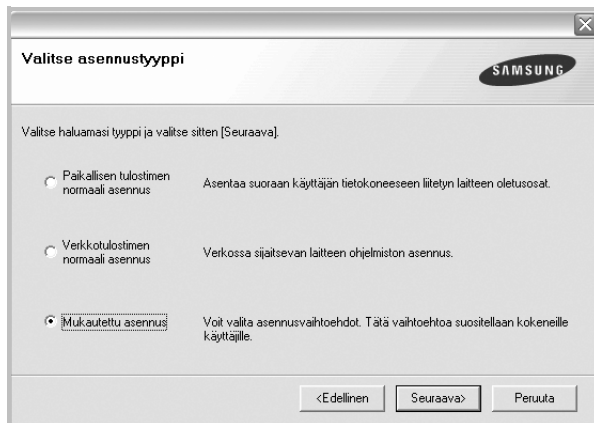 Valitse asennustyyppi
SAMSUNG
Valitse haluamasi tyyppi ja valitse sitten [Seuraava].
Paikallisen tulostimen
normaali asennus
Asentaa suoraan käyttäjän tietokoneeseen liitetyn laitteen oletusosat.
Verkkotulostimen
normaali asennus
Verkossa sijaitsevan laitteen ohjelmiston asennus.
Mukautettu asennus
Voit valita asennusvaihtoehdot. Tätä vaihtoehtoa suositellaan kokeneille
käyttäjille.
<Edellinen
Seuraava>
Peruuta